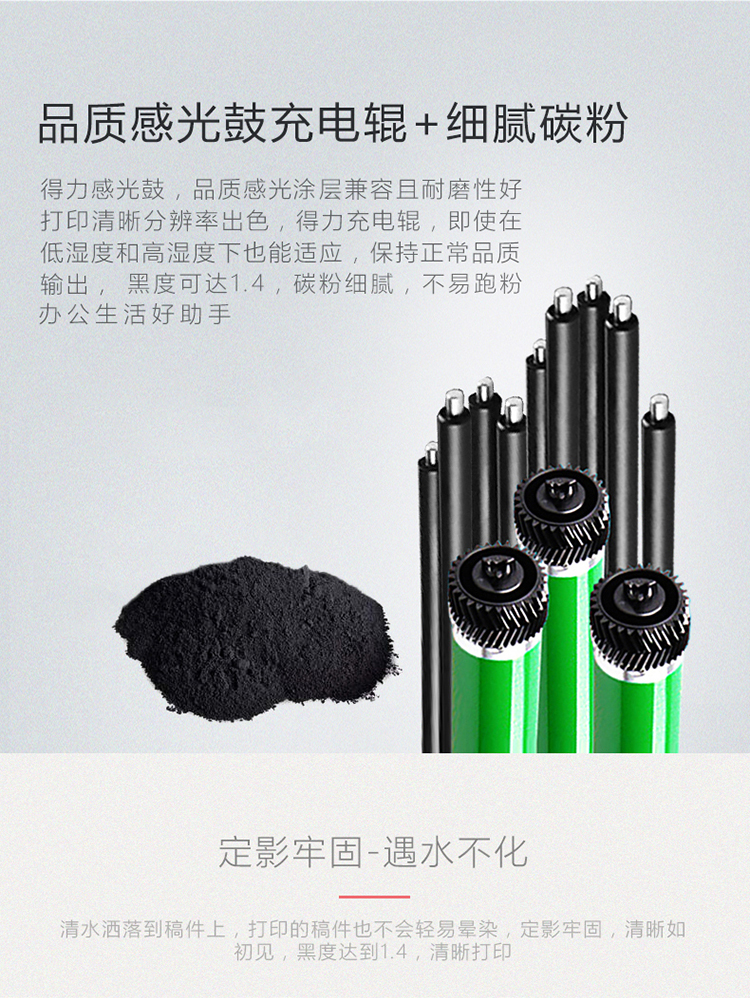 品质感光鼓充电辊+细腻碳粉
得力感光鼓，品质感光涂层兼容且耐磨性好
打印清晰分辨率出色，得力充电辊，即使在
低湿度和高湿度下也能适应，保持正常品质
输出， 黑度可达1.4，碳粉细腻，不易跑粉
办公生活好助手
定影牢固-遇水不化
清水洒落到稿件上，打印的稿件也不会轻易晕染，定影牢固，清晰如
初见，黑度达到1.4，清晰打印